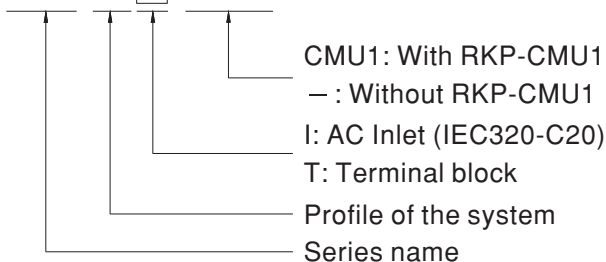 CMU1: With RKP-CMU1
— : Without RKP-CMU1
I: AC Inlet (IEC320-C20)
T: Terminal block
Profile of the system
Series name